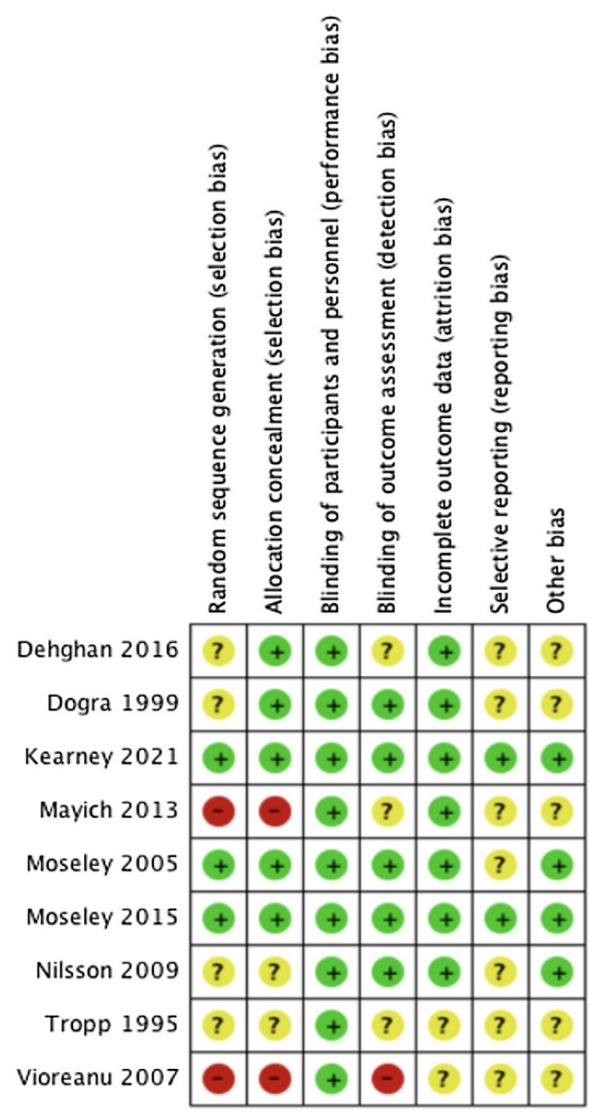 Random sequence generation (selection bias)
Allocation concealment (selection bias)
Blinding of participants and personnel (performance bias)
Blinding of outcome assessment (detection bias)
Incomplete outcome data (attrition bias)
Selective reporting (reporting bias)
Other bias
Dehghan 2016 ? + + ? + ? ?
Dogra 1999 ? + + + + ? ?
Kearney 2021 + + + + + + +
Mayich 2013 - - + ? + ? ?
Moseley 2005 + + + + + ? +
Moseley 2015 + + + + + + +
Nilsson 2009 ? ? + + + ? +
Tropp 1995 ? ? + ? ? ? ?
Vioreanu 2007 - - + - ? ? ?